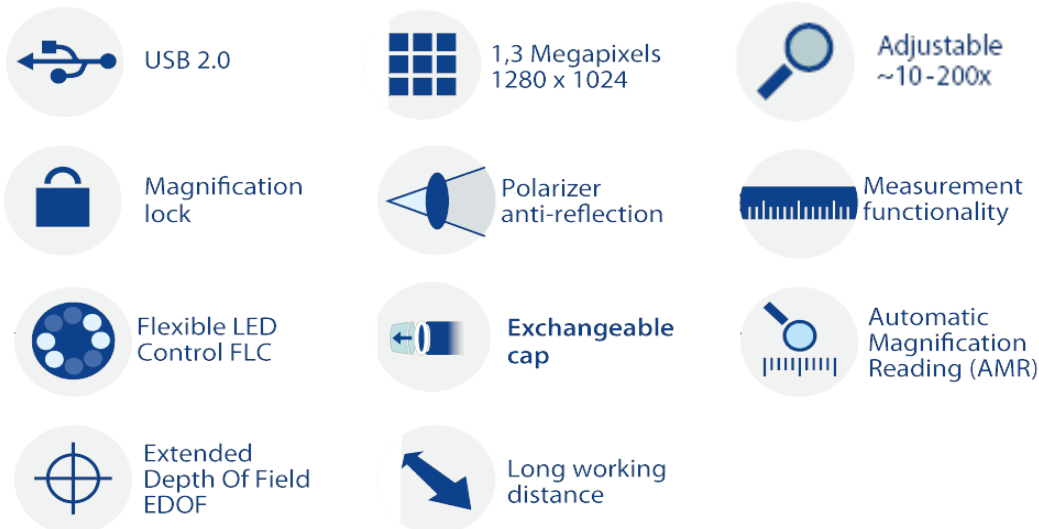 USB 2.0
1,3 Megapixels
1280 x 1024
Adjustable
~10-200x
Magnification
lock
Polarizer
anti-reflection
Measurement
functionality
Flexible LED
Control FLC
Exchangeable
cap
Automatic
Magnification
Reading (AMR)
Extended
Depth Of Field
EDOF
Long working
distance